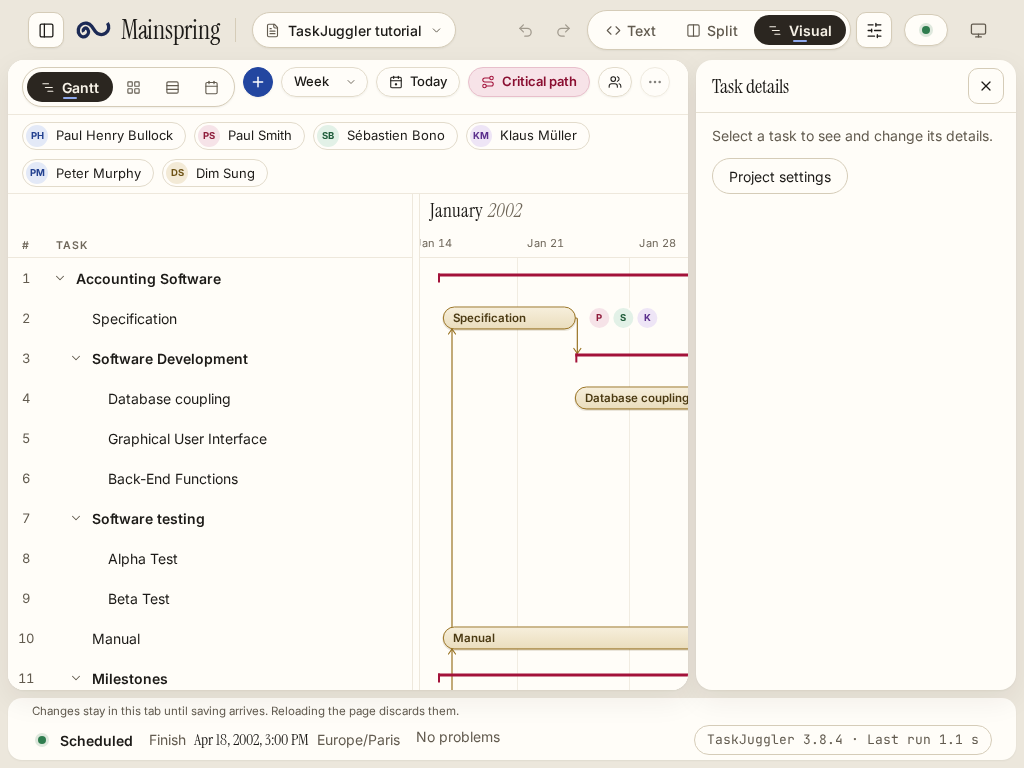 Mainspring TaskJuggler tutorial Text Split Visual
Gantt Week Today Critical path
Task details
PH Paul Henry Bullock PS Paul Smith SB Sébastien Bono KM Klaus Müller
PM Peter Murphy DS Dim Sung
Select a task to see and change its details.
Project settings
January 2002
# TASK
Jan 14 Jan 21 Jan 28
1 Accounting Software
2 Specification Specification P S K
3 Software Development
4 Database coupling Database coupling
5 Graphical User Interface
6 Back-End Functions
7 Software testing
8 Alpha Test
9 Beta Test
10 Manual Manual
11 Milestones
Changes stay in this tab until saving arrives. Reloading the page discards them.
Scheduled Finish Apr 18, 2002, 3:00 PM Europe/Paris No problems
TaskJuggler 3.8.4 · Last run 1.1 s